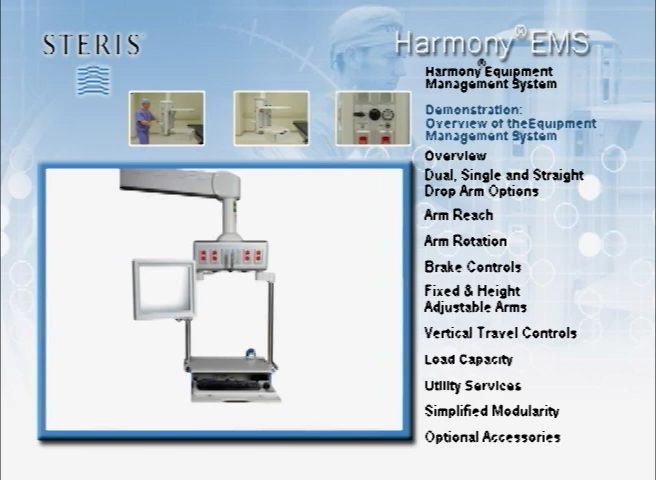 STERIS®
Harmony® EMS
Harmony® Equipment
Management System
Demonstration:
Overview of theEquipment
Management System
Overview
Dual, Single and Straight
Drop Arm Options
Arm Reach
Arm Rotation
Brake Controls
Fixed & Height
Adjustable Arms
Vertical Travel Controls
Load Capacity
Utility Services
Simplified Modularity
Optional Accessories